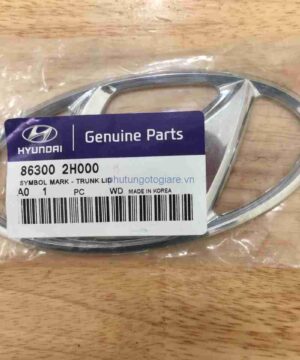 HYUNDAI
Genuine Parts
86300 2H000
SYMBOL MARK - TRUNK LID
A0 1 PC WD MADE IN KOREA
phutungotogiare.vn